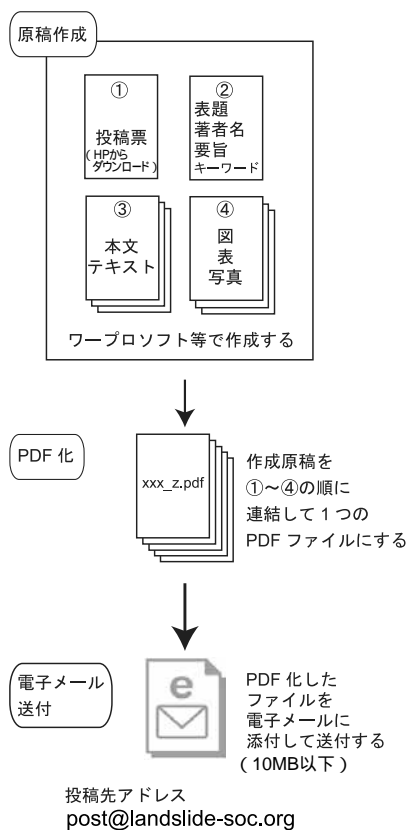 原稿作成
①
投稿票
(HPから
ダウンロード)
②
表題
著者名
要旨
キーワード
③
本文
テキスト
④
図
表
写真
ワープロソフト等で作成する
PDF 化
xxx_z.pdf
作成原稿を
①～④の順に
連結して１つの
PDF ファイルにする
電子メール
送付
e
PDF 化した
ファイルを
電子メールに
添付して送付する
(10MB以下)
投稿先アドレス
post@landslide-soc.org